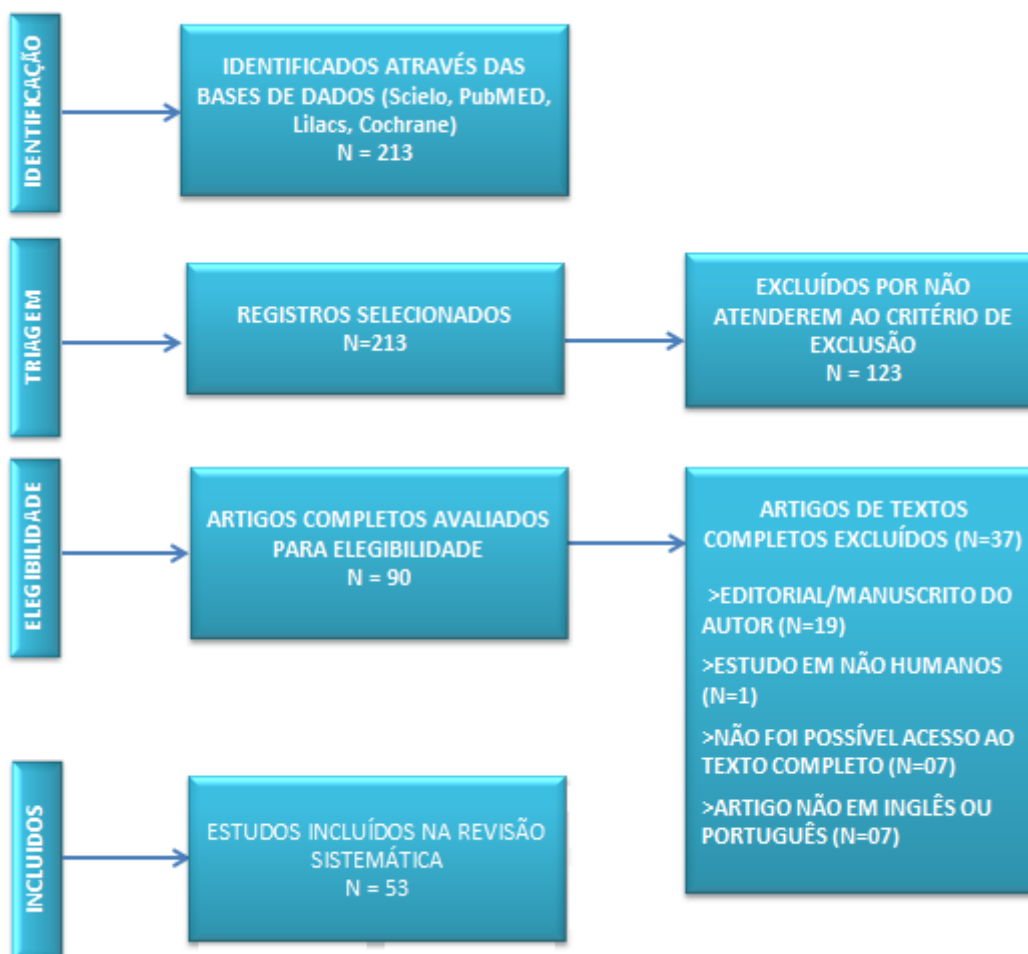 IDENTIFICAÇÃO
IDENTIFICADOS ATRAVÉS DAS
BASES DE DADOS (Scielo, PubMED,
Lilacs, Cochrane)
N = 213
TRIAGEM
REGISTROS SELECIONADOS
N=213
EXCLUÍDOS POR NÃO
ATENDEREM AO CRITÉRIO DE
EXCLUSÃO
N = 123
ELEGIBILIDADE
ARTIGOS COMPLETOS AVALIADOS
PARA ELEGIBILIDADE
N = 90
ARTIGOS DE TEXTOS
COMPLETOS EXCLUÍDOS (N=37)
>EDITORIAL/MANUSCRITO DO
AUTOR (N=19)
>ESTUDO EM NÃO HUMANOS
(N=1)
>NÃO FOI POSSÍVEL ACESSO AO
TEXTO COMPLETO (N=07)
>ARTIGO NÃO EM INGLÊS OU
PORTUGUÊS (N=07)
INCLUIDOS
ESTUDOS INCLUÍDOS NA REVISÃO
SISTEMÁTICA
N = 53